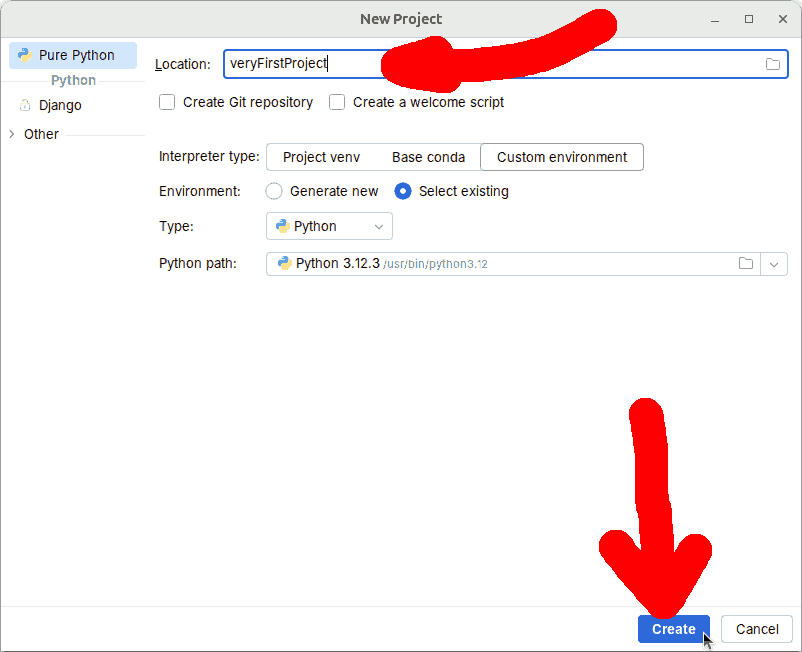 New Project
Pure Python
Python
Django
Other
Location: veryFirstProject
Create Git repository Create a welcome script
Interpreter type: Project venv Base conda Custom environment
Environment: Generate new Select existing
Type: Python
Python path: Python 3.12.3 /usr/bin/python3.12
Create Cancel